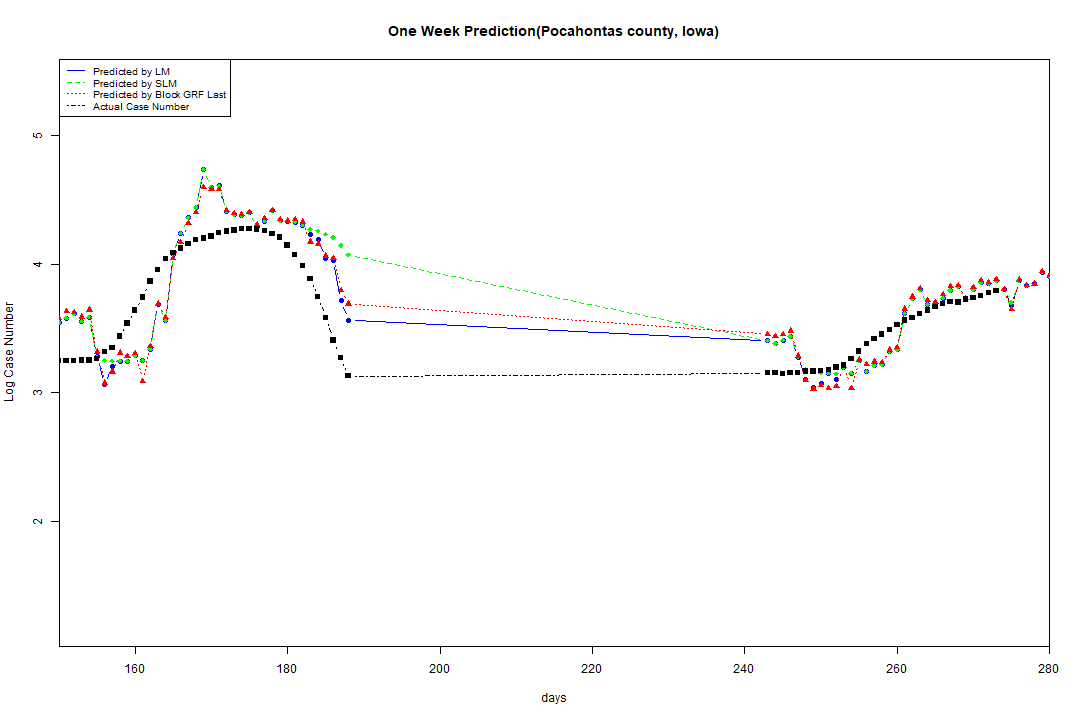 One Week Prediction(Pocahontas county, Iowa)
Predicted by LM
Predicted by SLM
Predicted by Block GRF Last
Actual Case Number
5
4
3
2
Log Case Number
160 180 200 220 240 260 280
days